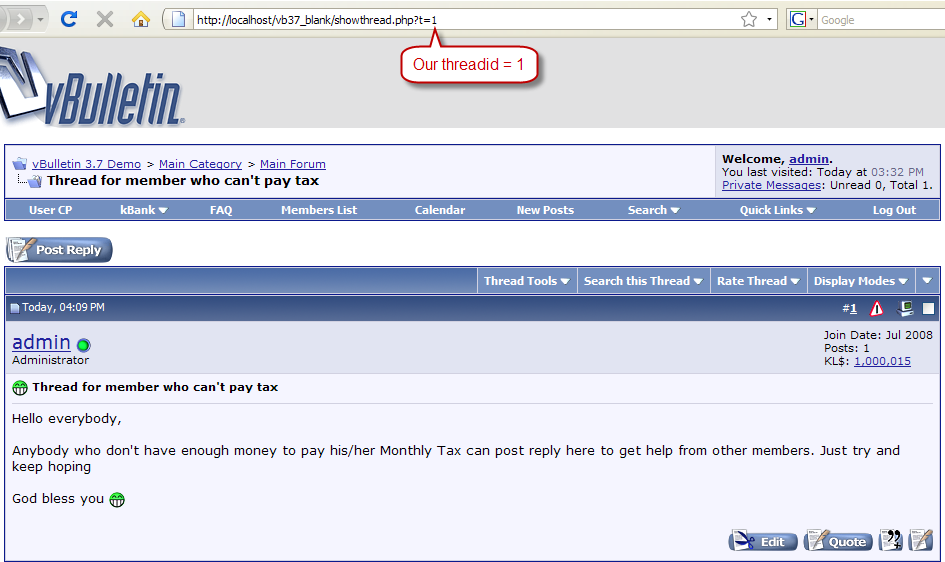 http://localhost/vb37_blank/showthread.php?t=1
Google
Our threadid = 1
vBulletin
vBulletin 3.7 Demo > Main Category > Main Forum
Thread for member who can't pay tax
Welcome, admin.
You last visited: Today at 03:32 PM
Private Messages: Unread 0, Total 1.
User CP kBank FAQ Members List Calendar New Posts Search Quick Links Log Out
Post Reply
Thread Tools Search this Thread Rate Thread Display Modes
Today, 04:09 PM #1
admin
Administrator
Join Date: Jul 2008
Posts: 1
KL$: 1,000,015
Thread for member who can't pay tax
Hello everybody,
Anybody who don't have enough money to pay his/her Monthly Tax can post reply here to get help from other members. Just try and
keep hoping
God bless you
Edit Quote